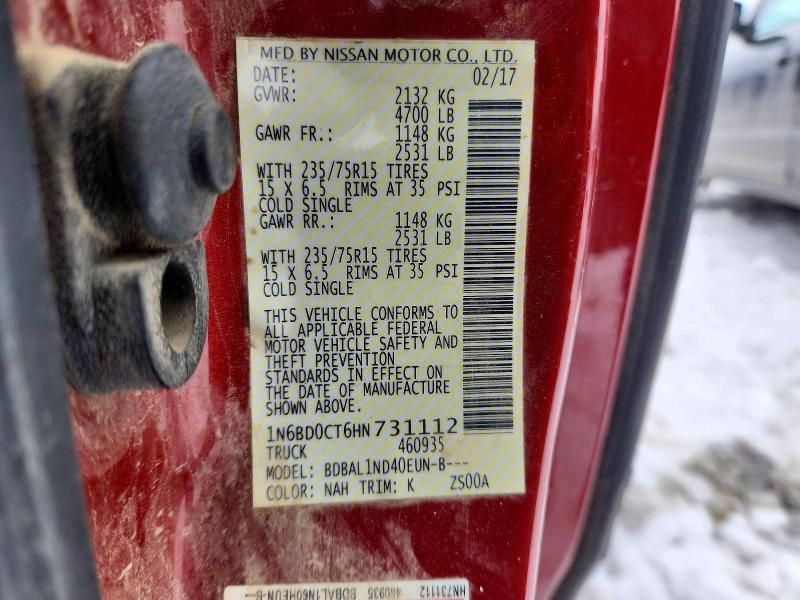 MFD BY NISSAN MOTOR CO., LTD.
DATE: 02/17
GVWR: 2132 KG
4700 LB
GAWR FR.: 1148 KG
2531 LB
WITH 235/75R15 TIRES
15 X 6.5 RIMS AT 35 PSI
COLD SINGLE
GAWR RR.: 1148 KG
2531 LB
WITH 235/75R15 TIRES
15 X 6.5 RIMS AT 35 PSI
COLD SINGLE
THIS VEHICLE CONFORMS TO
ALL APPLICABLE FEDERAL
MOTOR VEHICLE SAFETY AND
THEFT PREVENTION
STANDARDS IN EFFECT ON
THE DATE OF MANUFACTURE
SHOWN ABOVE.
1N6BD0CT6HN731112
TRUCK 460935
MODEL: BDBAL1ND40EUN-B---
COLOR: NAH TRIM: K ZS00A
HN731112
460935 BDBAL1N60HEUN-B--